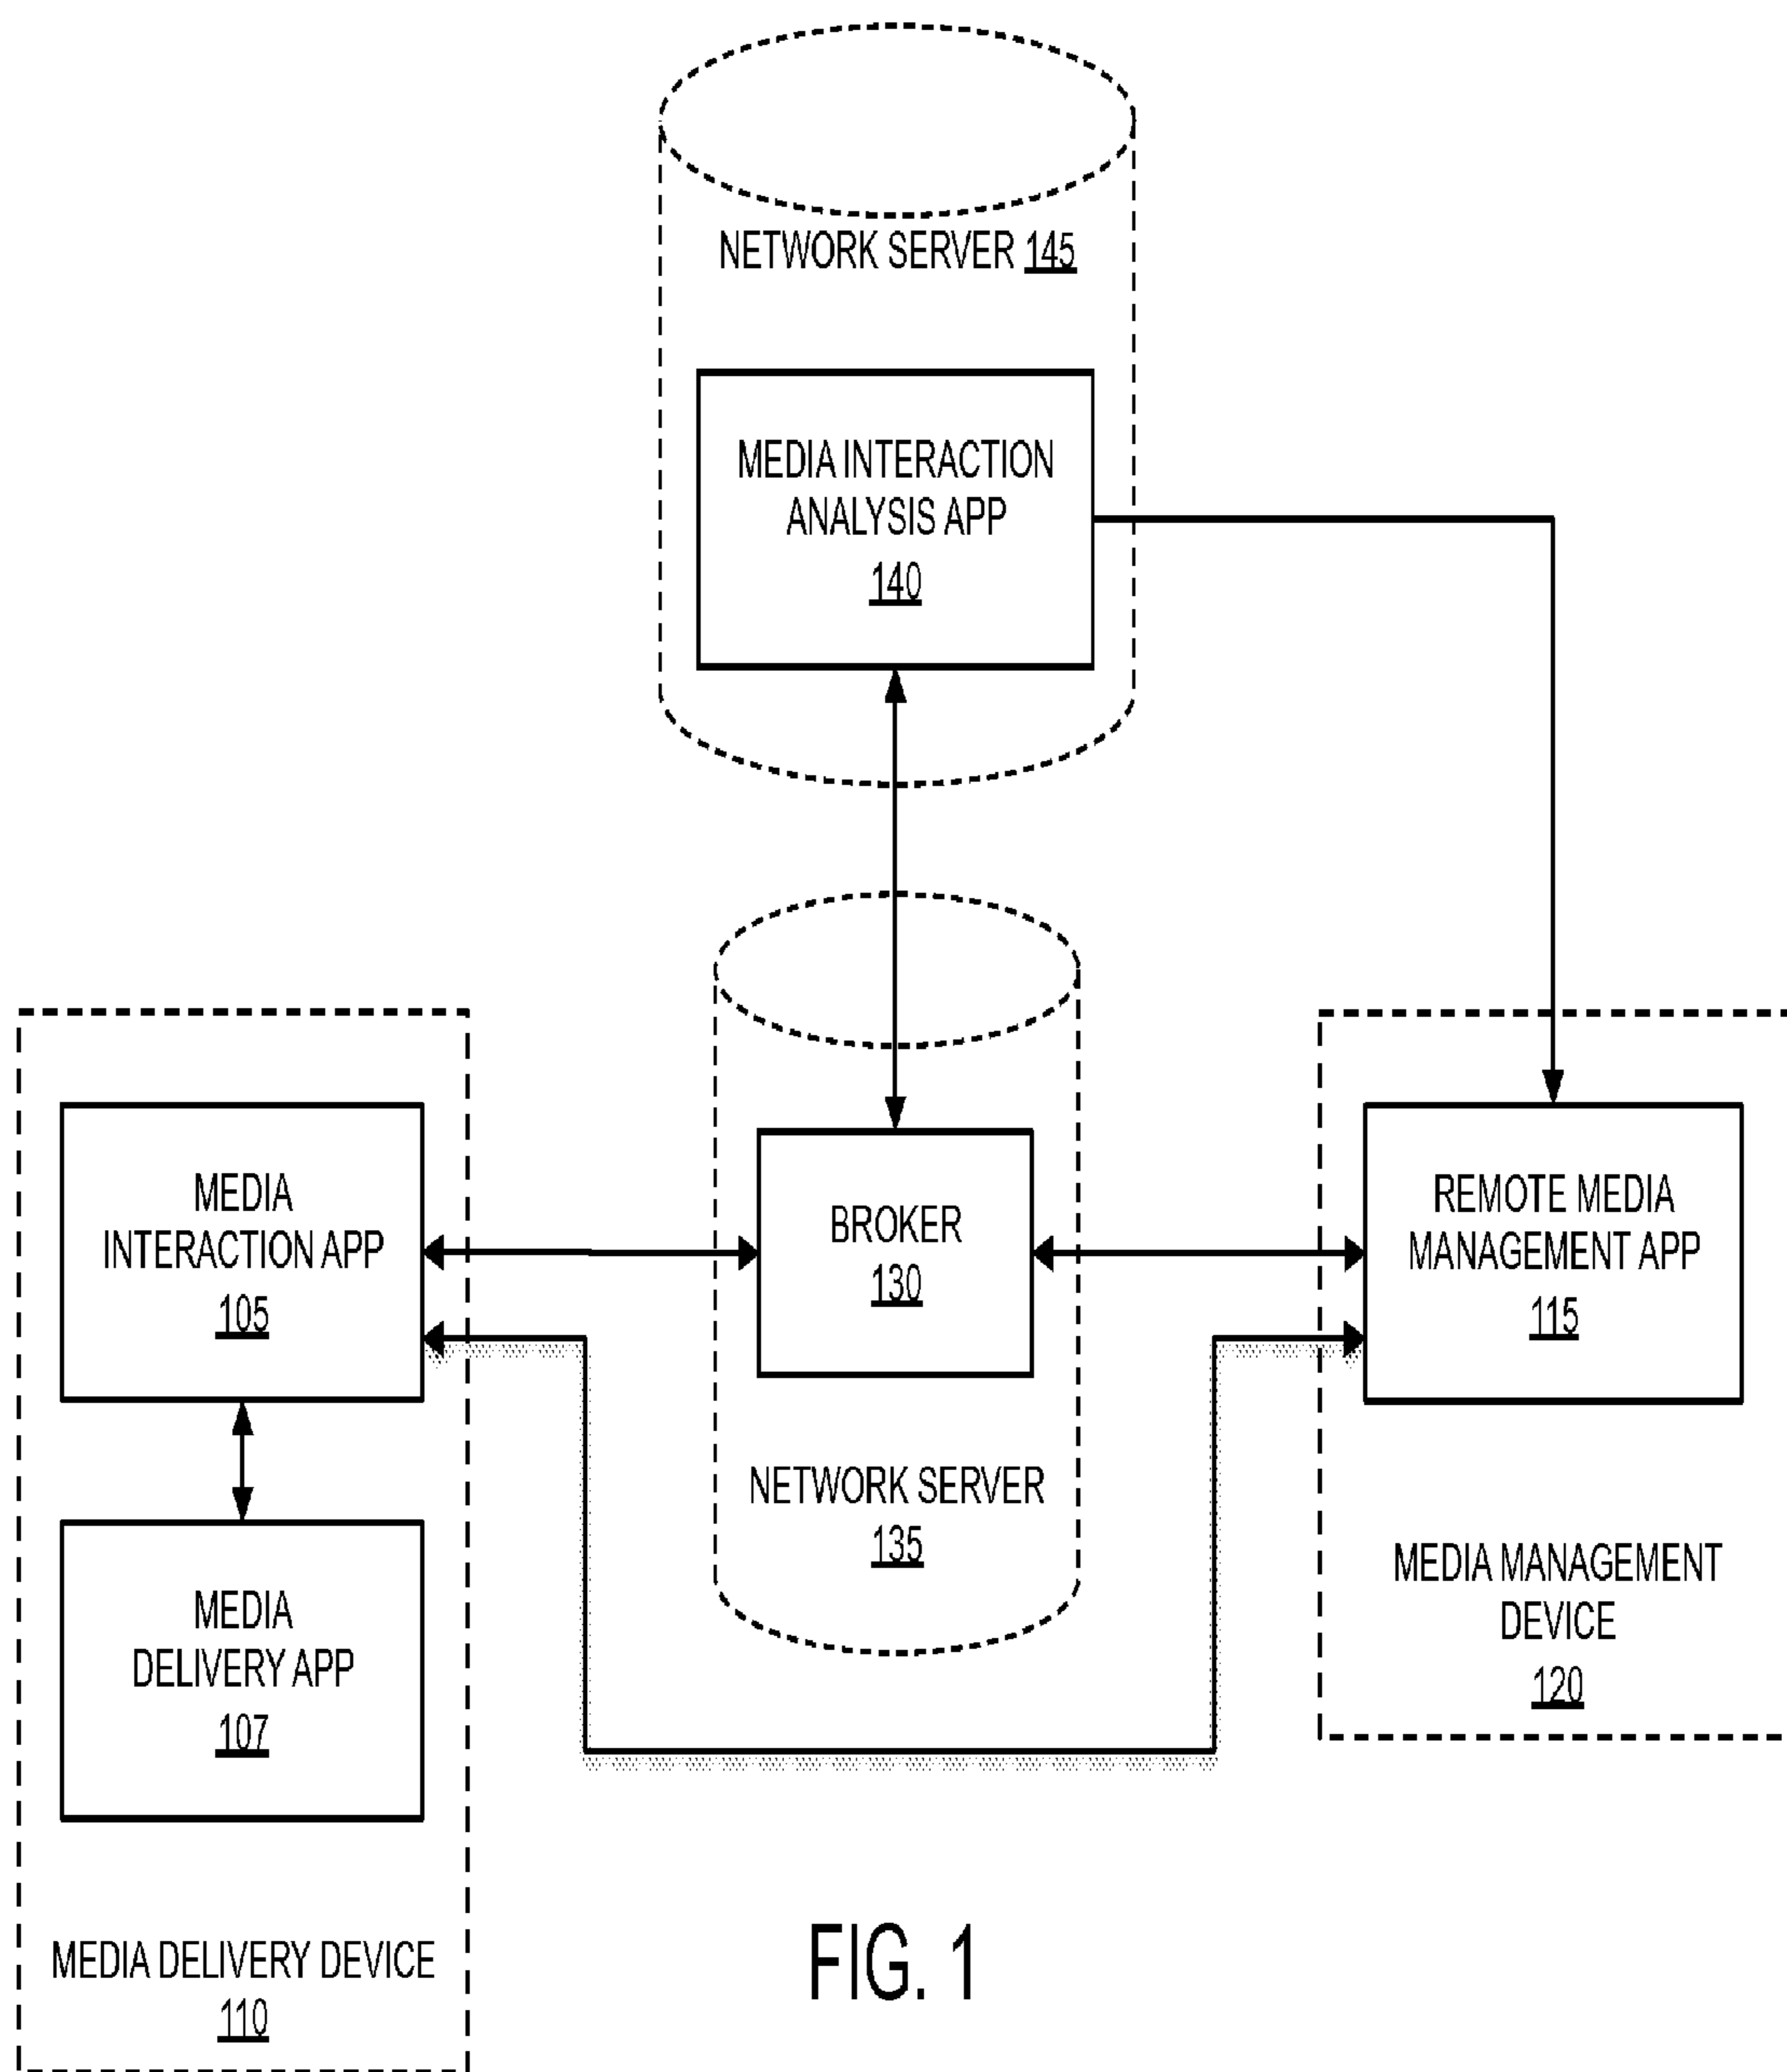 NETWORK SERVER 145
MEDIA INTERACTION
ANALYSIS APP
140
MEDIA
INTERACTION APP
105
BROKER
130
REMOTE MEDIA
MANAGEMENT APP
115
NETWORK SERVER
135
MEDIA
DELIVERY APP
107
MEDIA MANAGEMENT
DEVICE
120
MEDIA DELIVERY DEVICE
110
FIG. 1